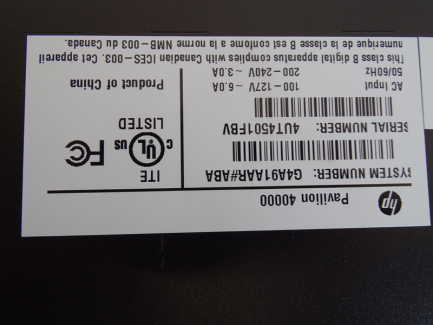 hp
Pavilion 40000
SYSTEM NUMBER: G4A91AAR#ABA
SERIAL NUMBER: 4UT4501FBV
AC Input 100-127V ~ 6.0A
50/60Hz 200-240V ~ 3.0A
ITE
C UL US
LISTED
FC
Product of China
This class B digital apparatus complies with Canadian ICES-003. Cet appareil
numerique de la classe B est conforme a la norme NMB-003 du Canada.